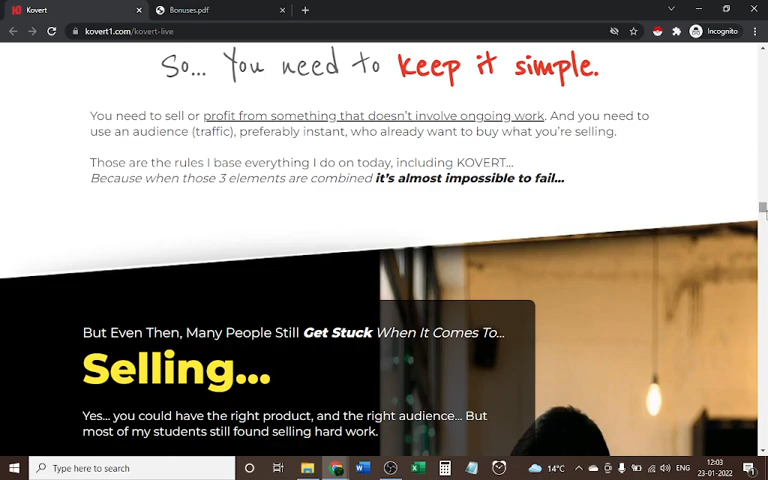 Kovert
Bonuses.pdf
kovert1.com/kovert-live
Incognito
So... You need to keep it simple.
You need to sell or profit from something that doesn't involve ongoing work. And you need to
use an audience (traffic), preferably instant, who already want to buy what you're selling.
Those are the rules I base everything I do on today, including KOVERT...
Because when those 3 elements are combined it's almost impossible to fail...
But Even Then, Many People Still Get Stuck When It Comes To...
Selling...
Yes... you could have the right product, and the right audience... But
most of my students still found selling hard work.
Type here to search
14°C
ENG
12:03
23-01-2022